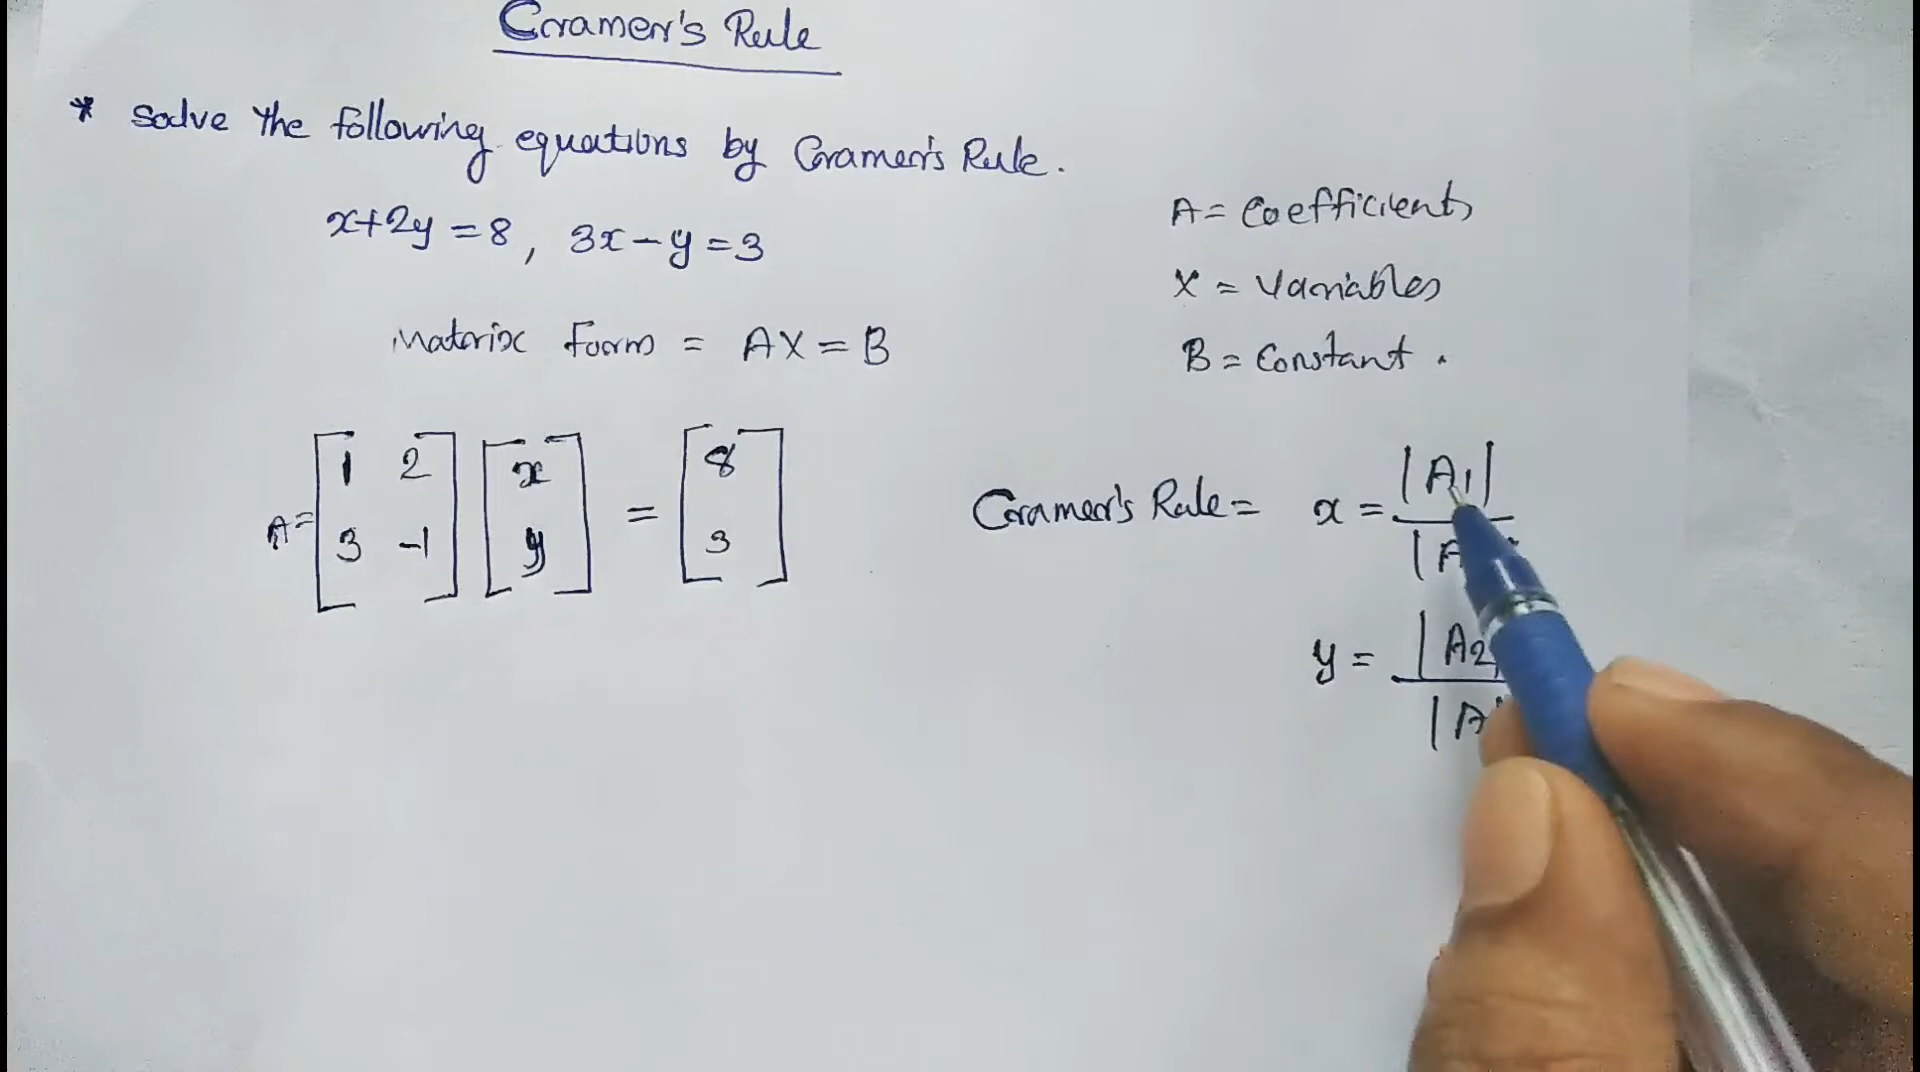 Cramer's Rule
* Solve the following equations by Cramer's Rule.
x+2y=8, 3x-y=3
A= Coefficients
X = Variables
Matrix Form = AX=B
B= Constant.
A= [1 2 3 -1] [x y] = [8 3]
Cramer's Rule= x = |A1| / |A
y = |A2 / |A